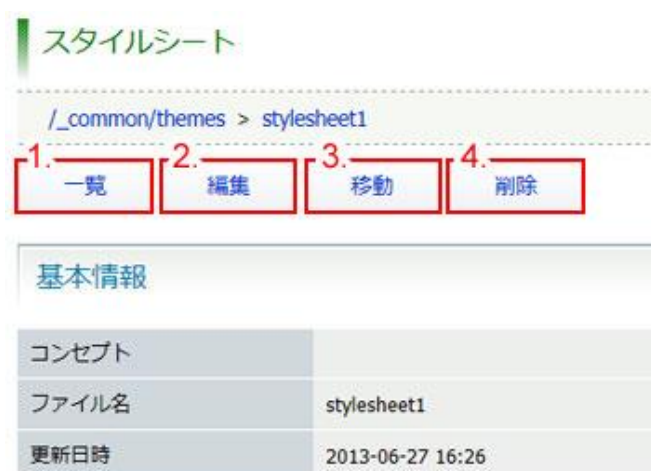 スタイルシート
/_common/themes > stylesheet1
1. 2. 3. 4.
一覧 編集 移動 削除
基本情報
コンセプト
ファイル名 stylesheet1
更新日時 2013-06-27 16:26